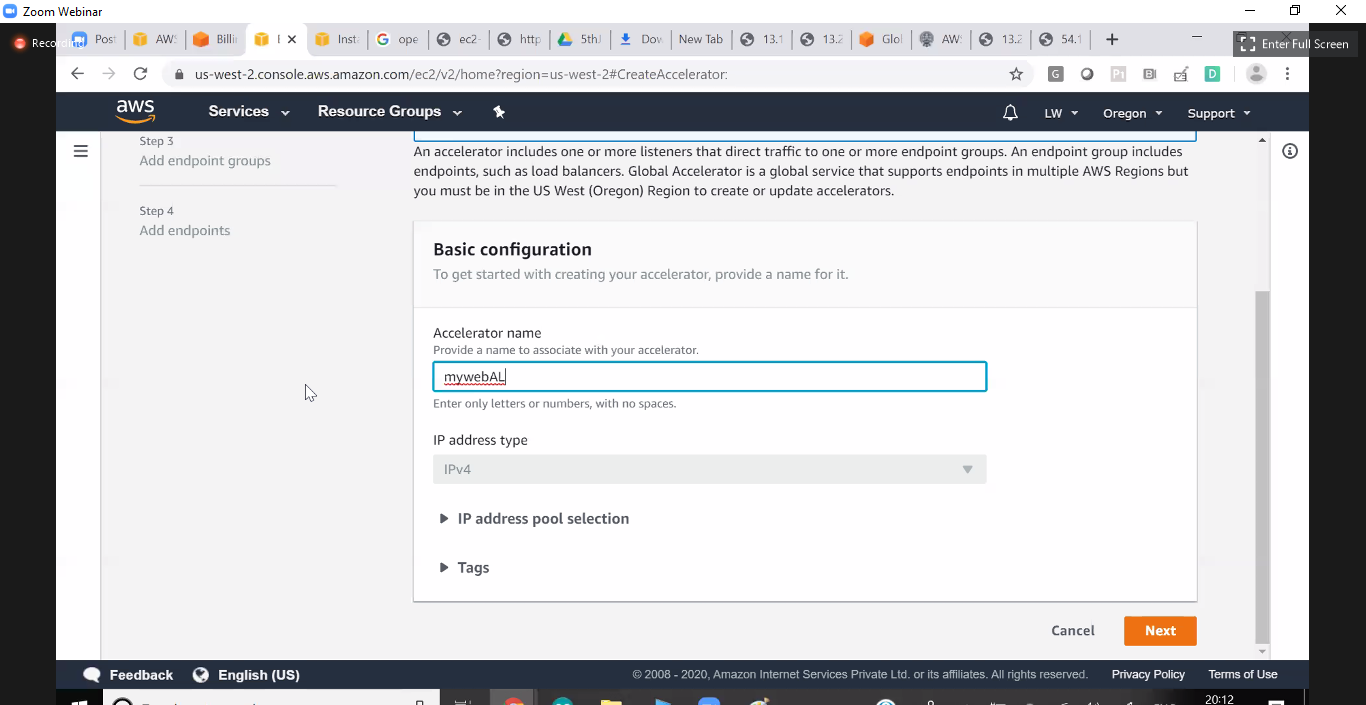 Zoom Webinar
Recording
Enter Full Screen
Post AWS Billi I Inst ope ec2- http 5thJ Dow New Tab 13.1 13.2 Glo AWS 13.2 54.1
us-west-2.console.aws.amazon.com/ec2/v2/home?region=us-west-2#CreateAccelerator:
aws Services Resource Groups LW Oregon Support
Step 3
Add endpoint groups
Step 4
Add endpoints
An accelerator includes one or more listeners that direct traffic to one or more endpoint groups. An endpoint group includes
endpoints, such as load balancers. Global Accelerator is a global service that supports endpoints in multiple AWS Regions but
you must be in the US West (Oregon) Region to create or update accelerators.
Basic configuration
To get started with creating your accelerator, provide a name for it.
Accelerator name
Provide a name to associate with your accelerator.
mywebAL
Enter only letters or numbers, with no spaces.
IP address type
IPv4
IP address pool selection
Tags
Cancel Next
Feedback English (US) © 2008 - 2020, Amazon Internet Services Private Ltd. or its affiliates. All rights reserved. Privacy Policy Terms of Use
20:12